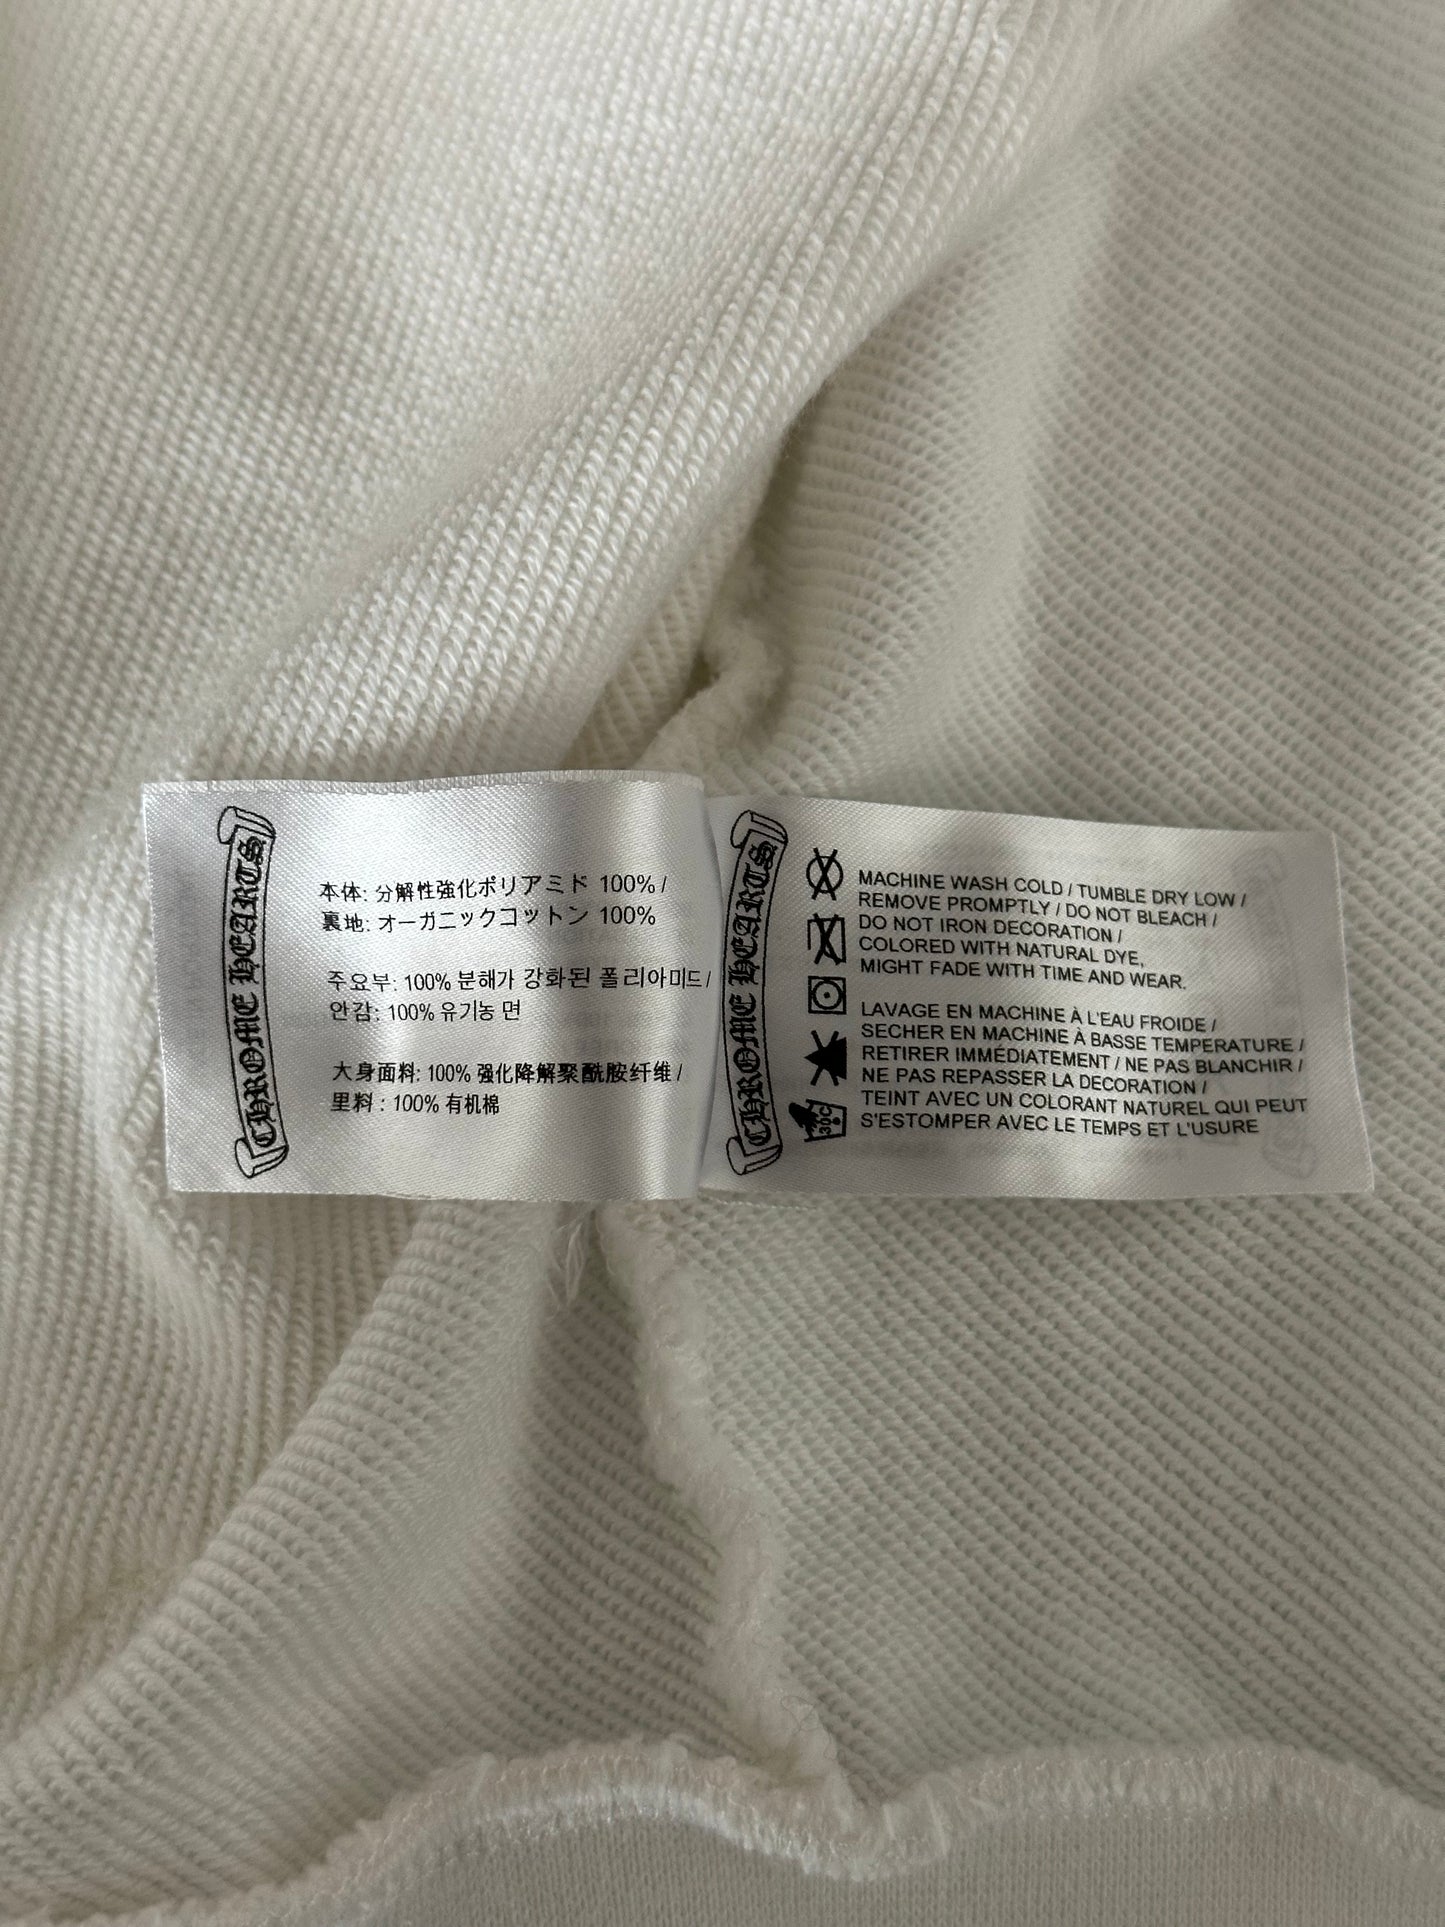 CHROME HEARTS
本体: 分解性強化ポリアミド 100% /
裏地: オーガニックコットン 100%
주요부: 100% 분해가 강화된 폴리아미드 /
안감: 100% 유기농 면
大身面料: 100% 强化降解聚酰胺纤维 /
里料 : 100% 有机棉
CHROME HEARTS
MACHINE WASH COLD / TUMBLE DRY LOW /
REMOVE PROMPTLY / DO NOT BLEACH /
DO NOT IRON DECORATION /
COLORED WITH NATURAL DYE,
MIGHT FADE WITH TIME AND WEAR.
LAVAGE EN MACHINE À L'EAU FROIDE /
SECHER EN MACHINE À BASSE TEMPERATURE /
RETIRER IMMÉDIATEMENT / NE PAS BLANCHIR /
NE PAS REPASSER LA DECORATION /
TEINT AVEC UN COLORANT NATUREL QUI PEUT
S'ESTOMPER AVEC LE TEMPS ET L'USURE
30C